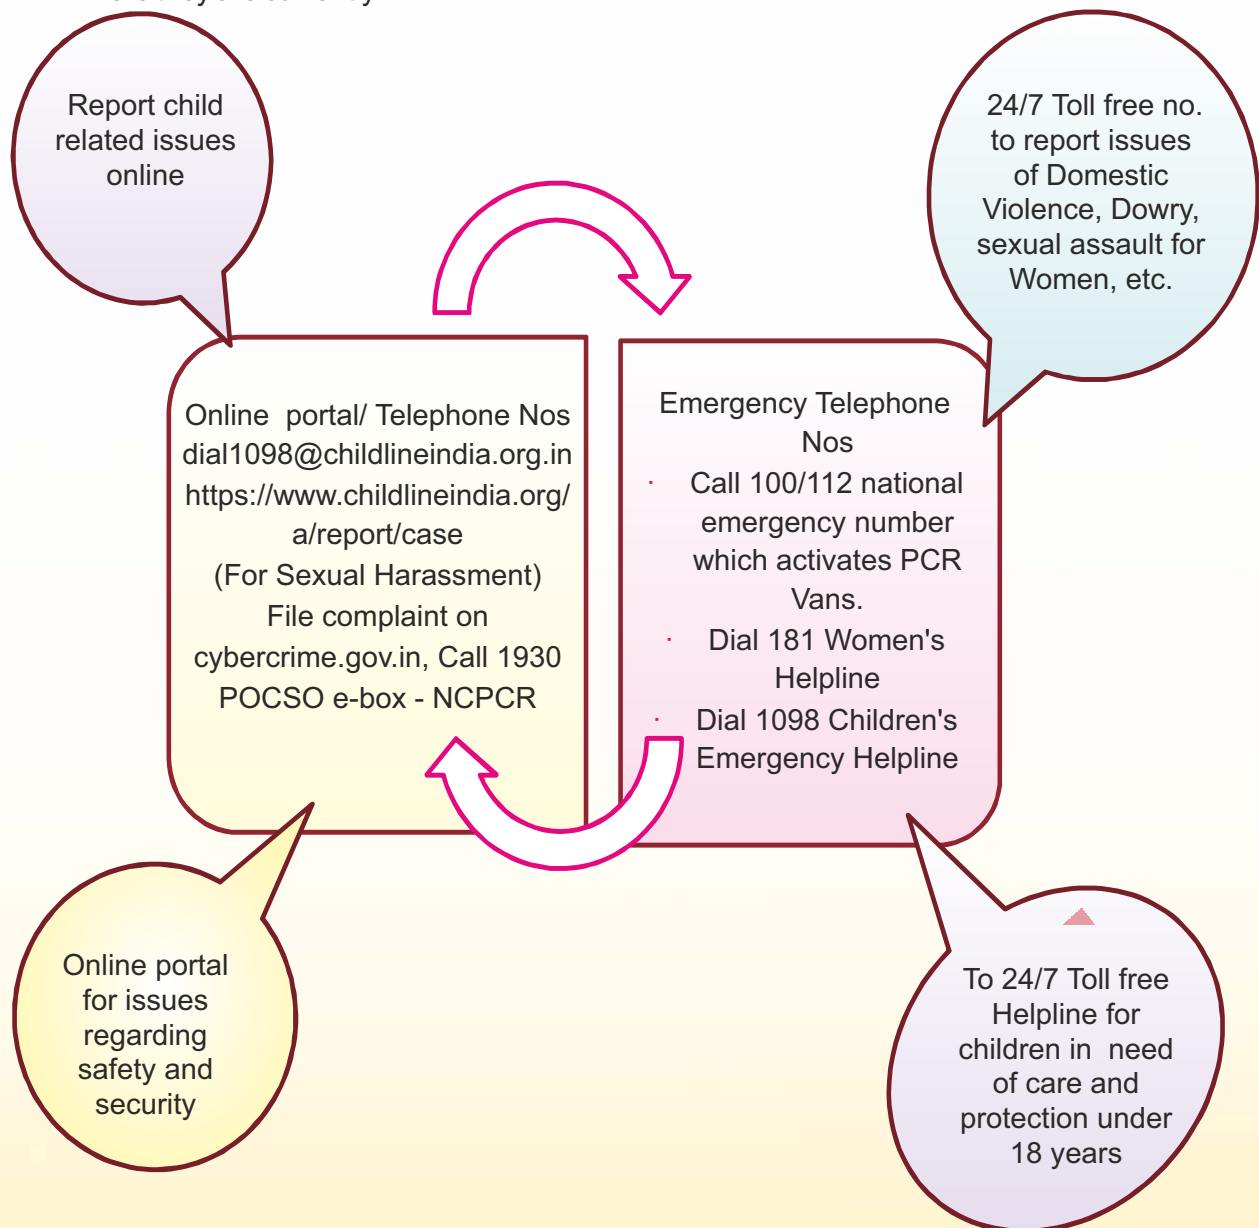 Report child
related issues
online
24/7 Toll free no.
to report issues
of Domestic
Violence, Dowry,
sexual assault for
Women, etc.
Online portal/ Telephone Nos
dial1098@childlineindia.org.in
https://www.childlineindia.org/
a/report/case
(For Sexual Harassment)
File complaint on
cybercrime.gov.in, Call 1930
POCSO e-box - NCPCR
Emergency Telephone
Nos
· Call 100/112 national
emergency number
which activates PCR
Vans.
· Dial 181 Women's
Helpline
· Dial 1098 Children's
Emergency Helpline
Online portal
for issues
regarding
safety and
security
To 24/7 Toll free
Helpline for
children in need
of care and
protection under
18 years